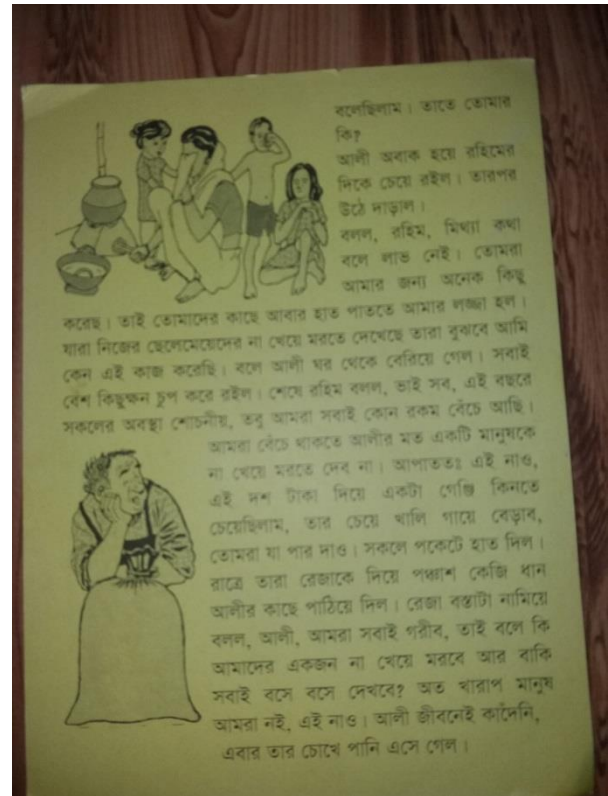 বলেছিলাম। তাতে তোমার
কি?
আলী অবাক হয়ে রহিমের
দিকে চেয়ে রইল। তারপর
উঠে দাড়াল।
বলল, রহিম, মিথ্যা কথা
বলে লাভ নেই। তোমরা
আমার জন্য অনেক কিছু
করেছ। তাই তোমাদের কাছে আবার হাত পাততে আমার লজ্জা হল।
যারা নিজের ছেলেমেয়েদের না খেয়ে মরতে দেখেছে তারা বুঝবে আমি
কেন এই কাজ করেছি। বলে আলী ঘর থেকে বেরিয়ে গেল। সবাই
বেঁশ কিছুক্ষন চুপ করে রইল। শেষে রহিম বলল, ভাই সব, এই বছরে
সকলের অবস্থা শোচনীয়, তবু আমরা সবাই কোন রকম বেঁচে আছি।
আমরা বেঁচে থাকতে আলীর মত একটি মানুষকে
না খেয়ে মরতে দেব না। আপাততঃ এই নাও,
এই দশ টাকা দিয়ে একটা গেঞ্জি কিনতে
চেয়েছিলাম, তার চেয়ে খালি গায়ে বেড়াব,
তোমরা যা পার দাও। সকলে পকেটে হাত দিল।
রাত্রে তারা রেজাকে দিয়ে পঞ্চাশ কেজি ধান
আলীর কাছে পাঠিয়ে দিল। রেজা বস্তাটা নামিয়ে
বলল, আলী, আমরা সবাই গরীব, তাই বলে কি
আমাদের একজন না খেয়ে মরবে আর বাকি
সবাই বসে বসে দেখবে? অত খারাপ মানুষ
আমরা নই, এই নাও। আলী জীবনেই কাদেঁনি,
এবার তার চোখে পানি এসে গেল।